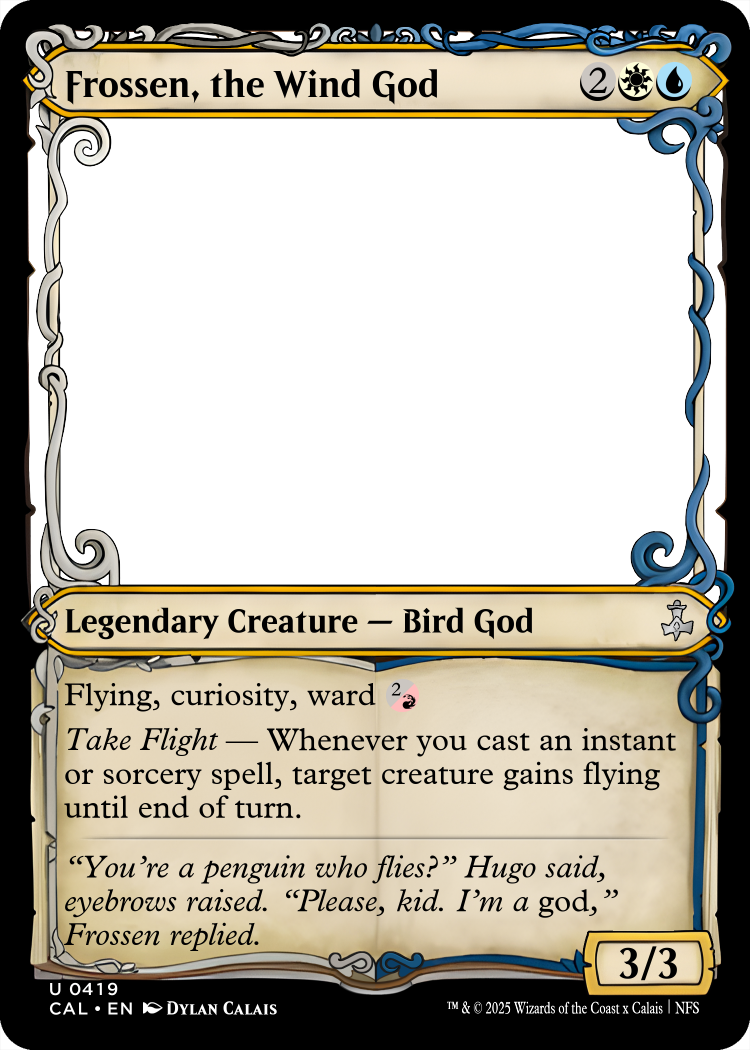 Frossen, the Wind God 2
Legendary Creature — Bird God
Flying, curiosity, ward 2
Take Flight — Whenever you cast an instant
or sorcery spell, target creature gains flying
until end of turn.
“You’re a penguin who flies?” Hugo said,
eyebrows raised. “Please, kid. I’m a god,”
Frossen replied.
3/3
U 0419
CAL • EN Dylan Calais
™ & © 2025 Wizards of the Coast x Calais | NFS